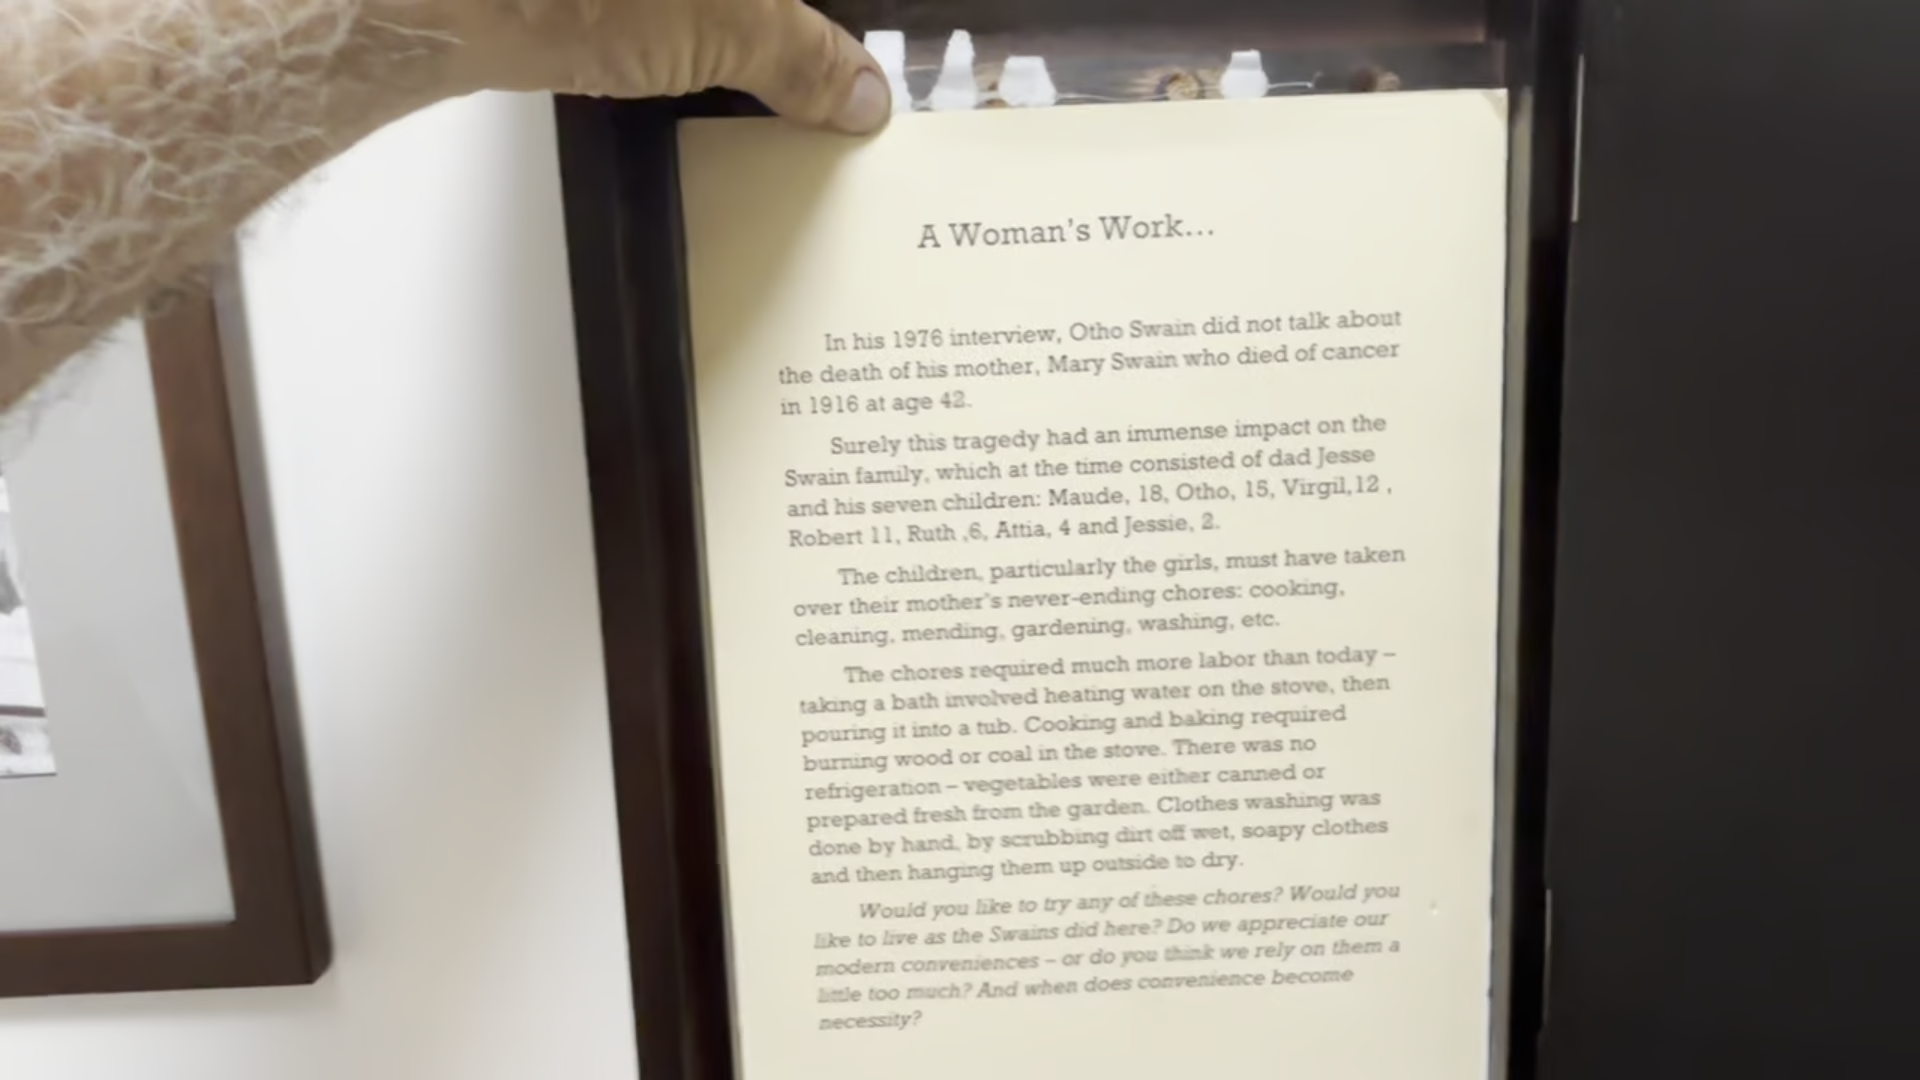 A Woman's Work...
In his 1976 interview, Otho Swain did not talk about
the death of his mother, Mary Swain who died of cancer
in 1916 at age 42.
Surely this tragedy had an immense impact on the
Swain family, which at the time consisted of dad Jesse
and his seven children: Maude, 18, Otho, 15, Virgil,12 ,
Robert 11, Ruth ,6, Attia, 4 and Jessie, 2.
The children, particularly the girls, must have taken
over their mother's never-ending chores: cooking,
cleaning, mending, gardening, washing, etc.
The chores required much more labor than today –
taking a bath involved heating water on the stove, then
pouring it into a tub. Cooking and baking required
burning wood or coal in the stove. There was no
refrigeration – vegetables were either canned or
prepared fresh from the garden. Clothes washing was
done by hand, by scrubbing dirt off wet, soapy clothes
and then hanging them up outside to dry.
Would you like to try any of these chores? Would you
like to live as the Swains did here? Do we appreciate our
modern conveniences – or do you think we rely on them a
little too much? And when does convenience become
necessity?